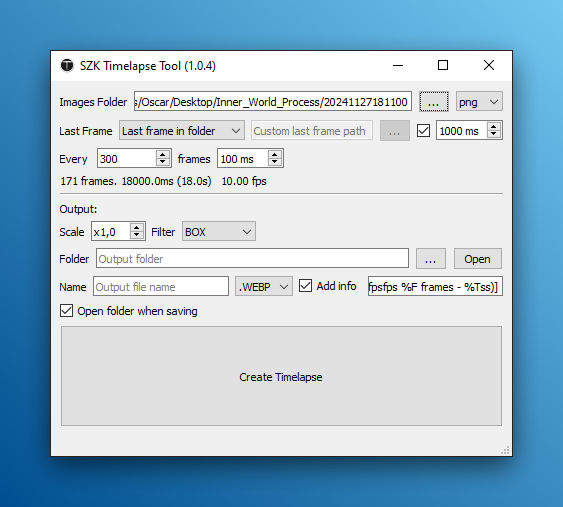 SZK Timelapse Tool (1.0.4)
Images Folder s/Oscar/Desktop/Inner_World_Process/20241127181100 ... png
Last Frame Last frame in folder Custom last frame path ... 1000 ms
Every 300 frames 100 ms
171 frames. 18000.0ms (18.0s) 10.00 fps
Output:
Scale x1,0 Filter BOX
Folder Output folder ... Open
Name Output file name .WEBP Add info fpsfps %F frames - %Tss)]
Open folder when saving
Create Timelapse